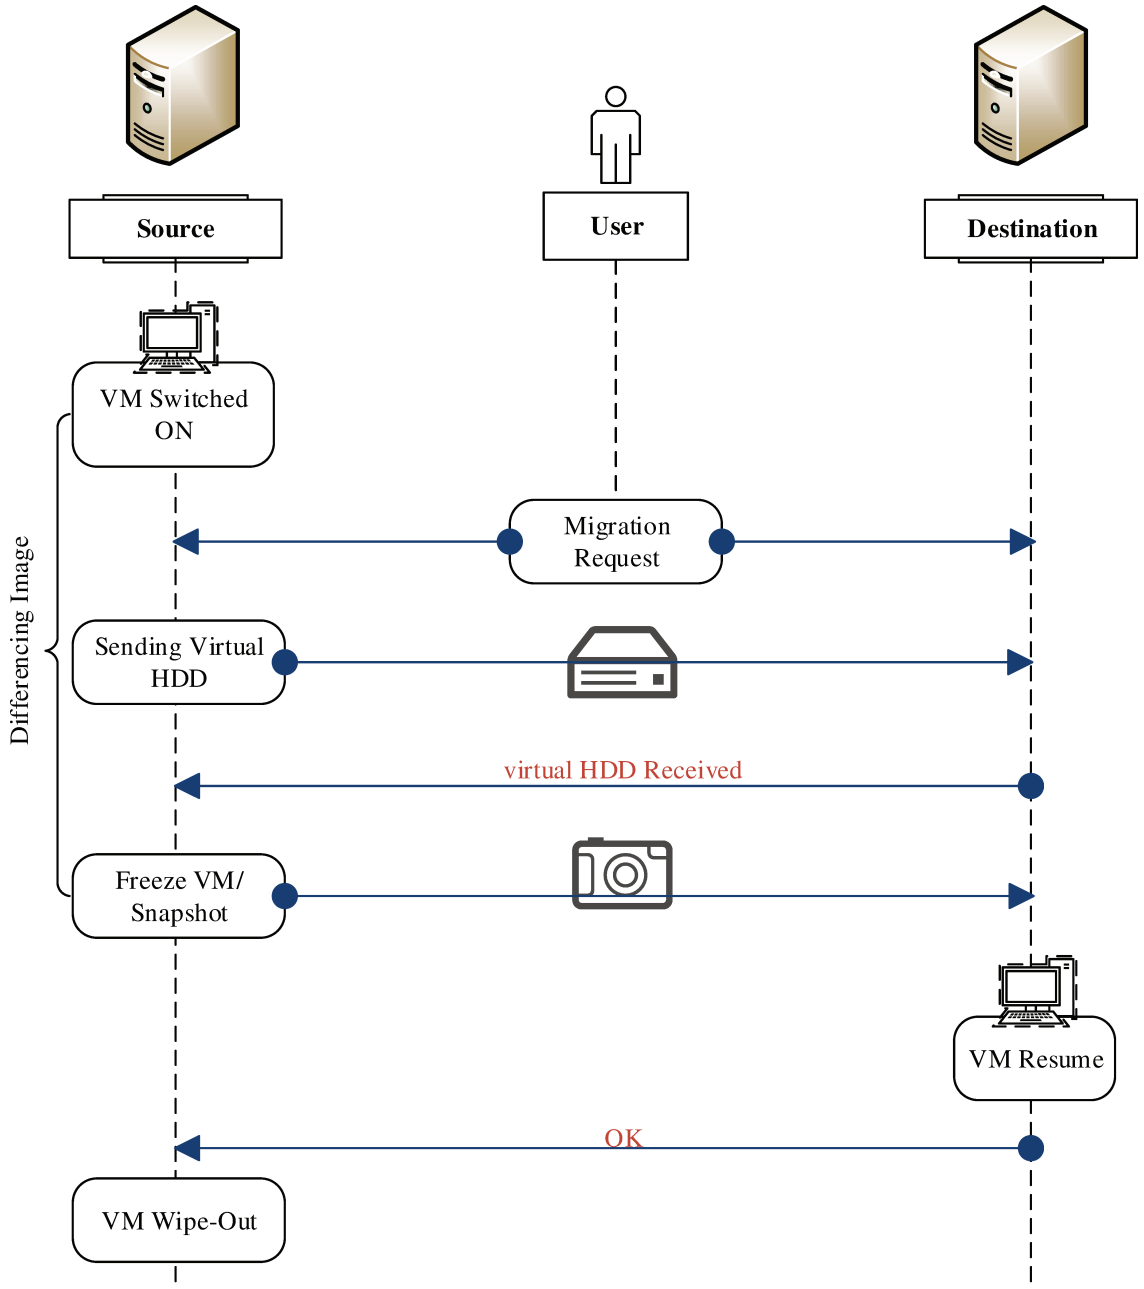 Source
User
Destination
VM Switched
ON
Migration
Request
Differencing Image
Sending Virtual
HDD
virtual HDD Received
Freeze VM/
Snapshot
VM Resume
OK
VM Wipe-Out